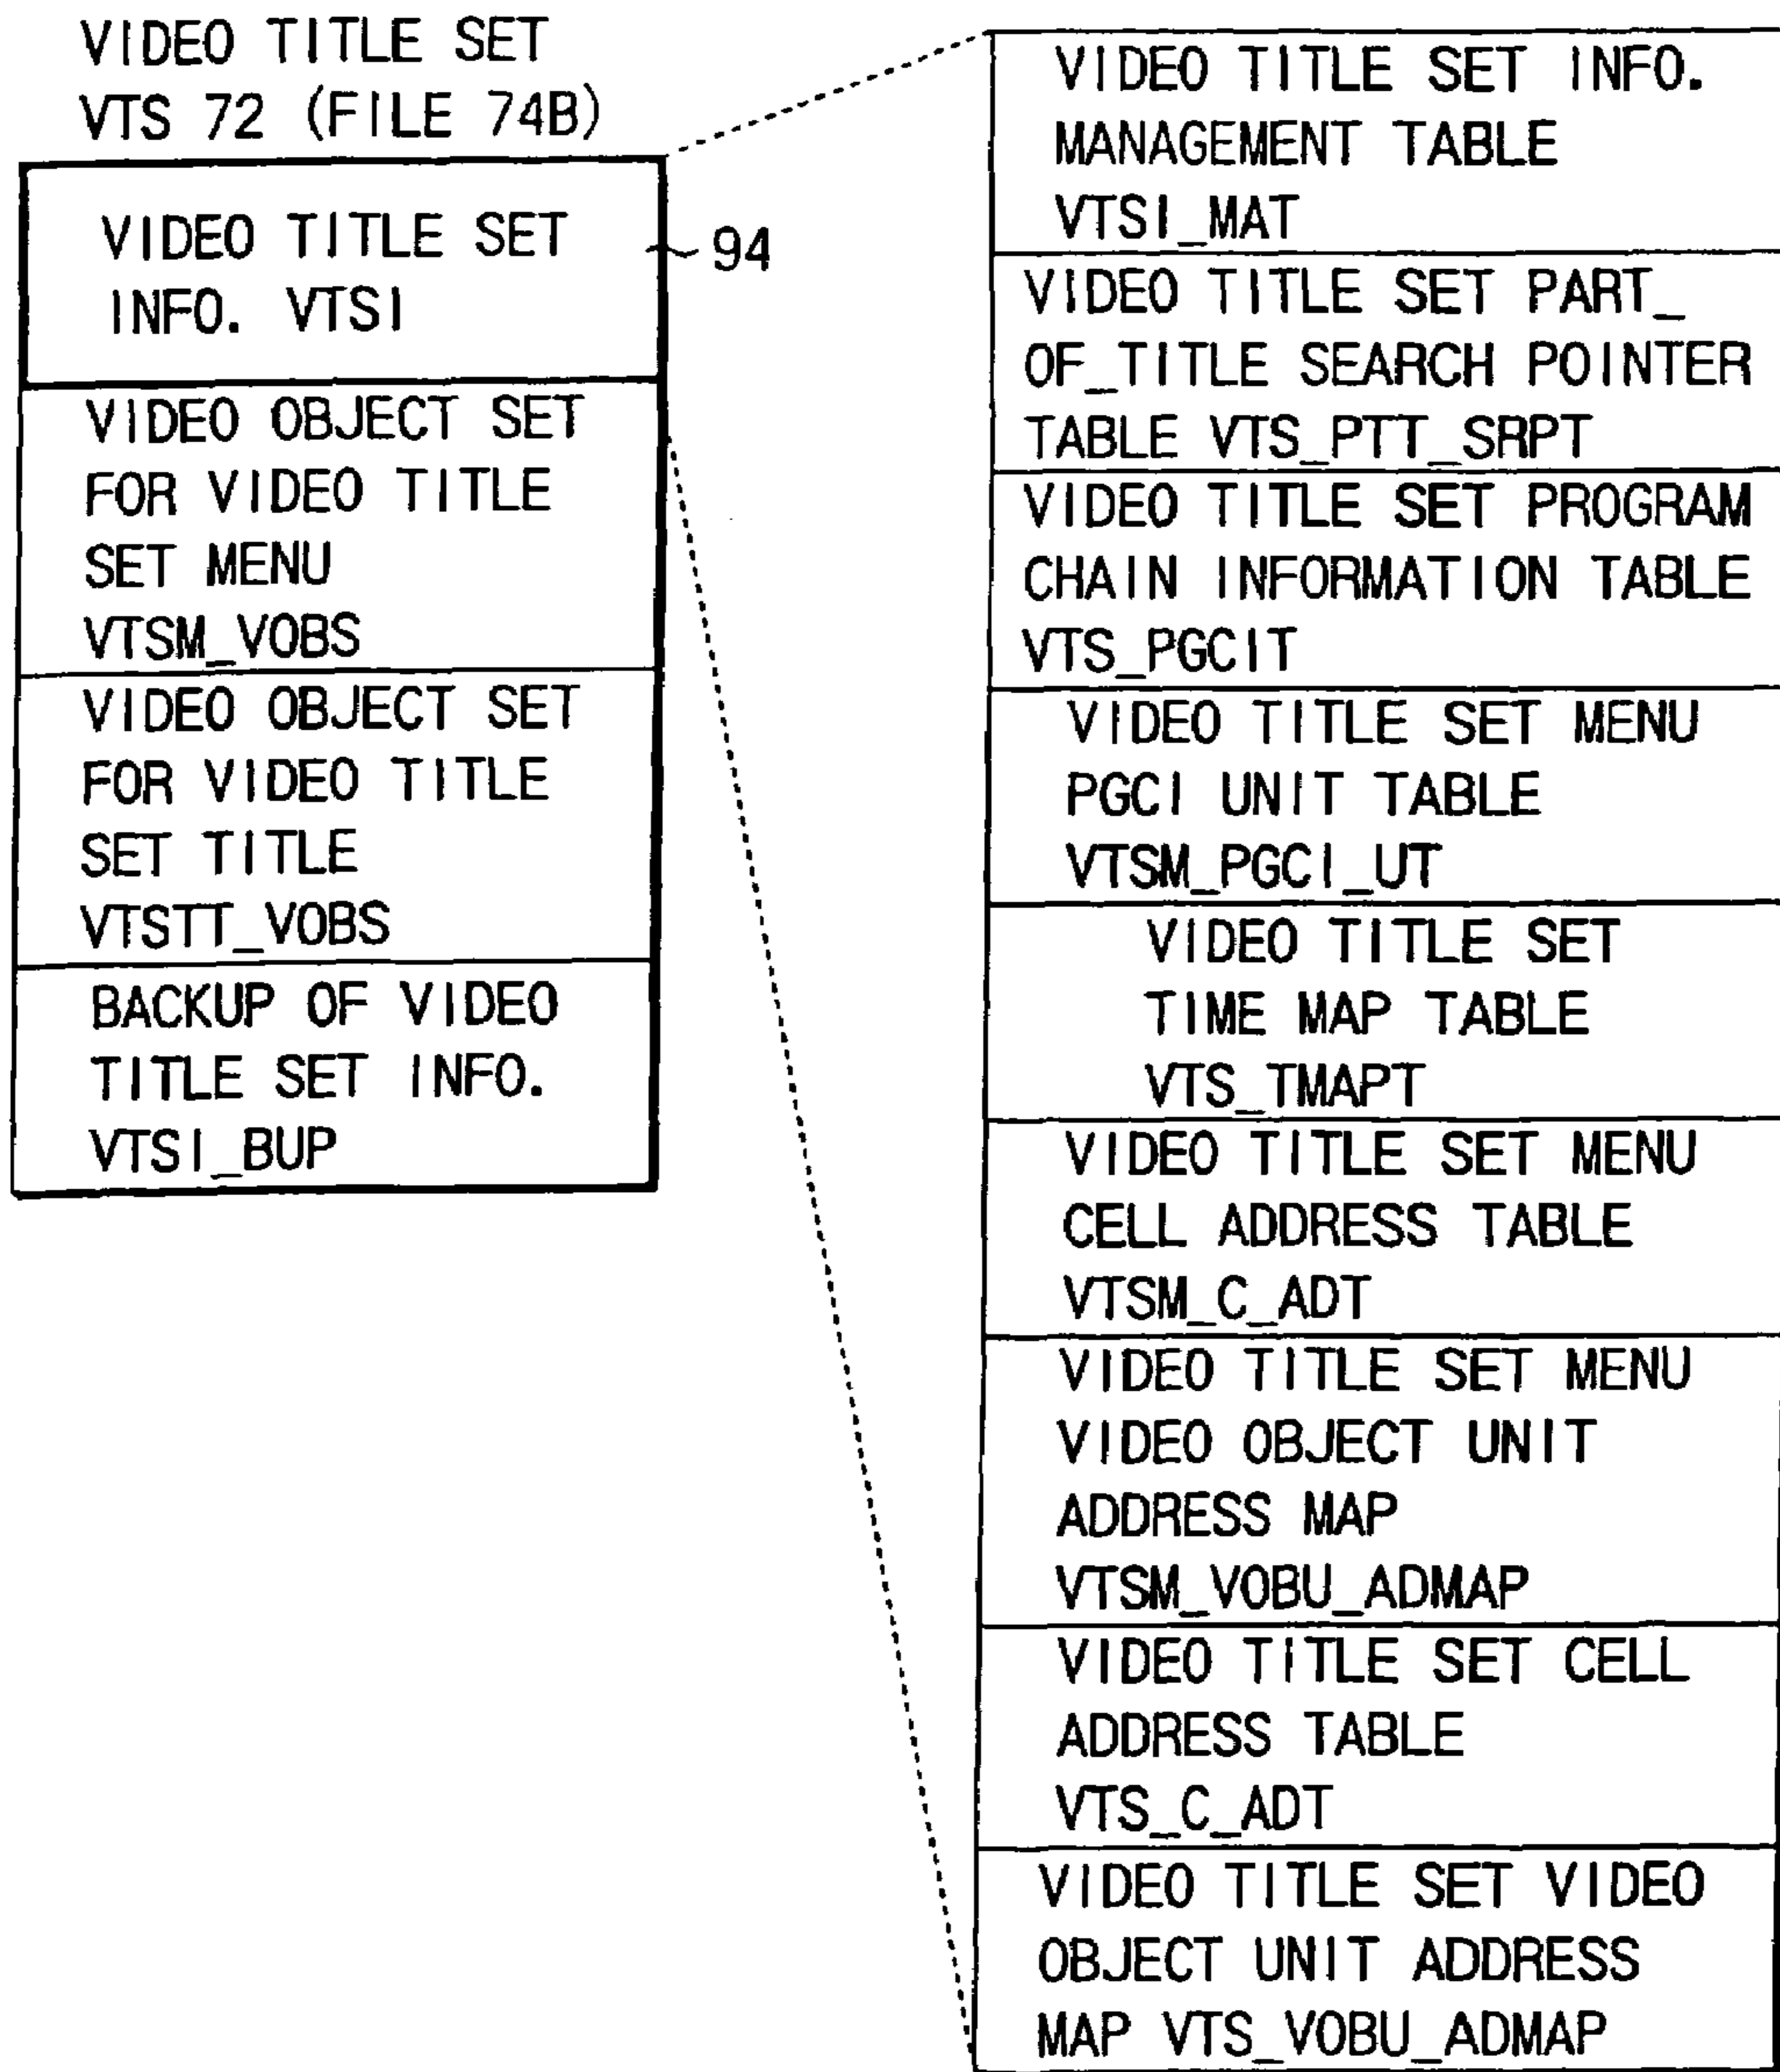 VIDEO TITLE SET
VTS 72 (FILE 74B)
VIDEO TITLE SET
INFO. VTSI
94
VIDEO OBJECT SET
FOR VIDEO TITLE
SET MENU
VTSM_VOBS
VIDEO OBJECT SET
FOR VIDEO TITLE
SET TITLE
VTSTT_VOBS
BACKUP OF VIDEO
TITLE SET INFO.
VTSI_BUP
VIDEO TITLE SET INFO.
MANAGEMENT TABLE
VTSI_MAT
VIDEO TITLE SET PART_
OF_TITLE SEARCH POINTER
TABLE VTS_PTT_SRPT
VIDEO TITLE SET PROGRAM
CHAIN INFORMATION TABLE
VTS_PGCIT
VIDEO TITLE SET MENU
PGCI UNIT TABLE
VTSM_PGCI_UT
VIDEO TITLE SET
TIME MAP TABLE
VTS_TMAPT
VIDEO TITLE SET MENU
CELL ADDRESS TABLE
VTSM_C_ADT
VIDEO TITLE SET MENU
VIDEO OBJECT UNIT
ADDRESS MAP
VTSM_VOBU_ADMAP
VIDEO TITLE SET CELL
ADDRESS TABLE
VTS_C_ADT
VIDEO TITLE SET VIDEO
OBJECT UNIT ADDRESS
MAP VTS_VOBU_ADMAP